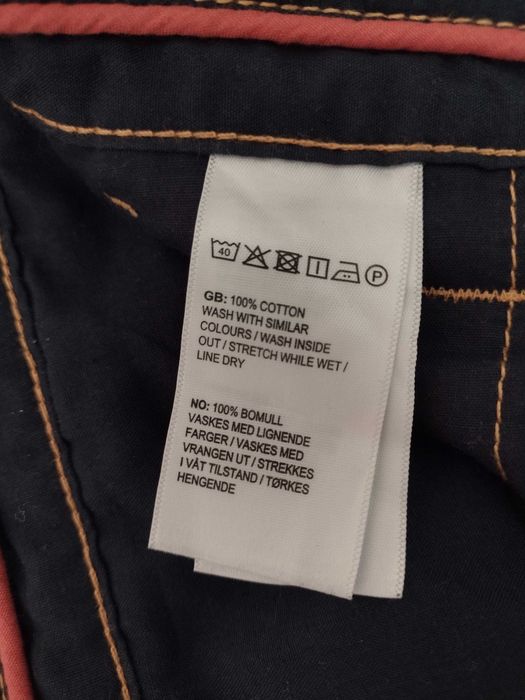 40 P
GB: 100% COTTON
WASH WITH SIMILAR
COLOURS / WASH INSIDE
OUT / STRETCH WHILE WET /
LINE DRY
NO: 100% BOMULL
VASKES MED LIGNENDE
FARGER / VASKES MED
VRANGEN UT / STREKKES
I VÅT TILSTAND / TØRKES
HENGENDE